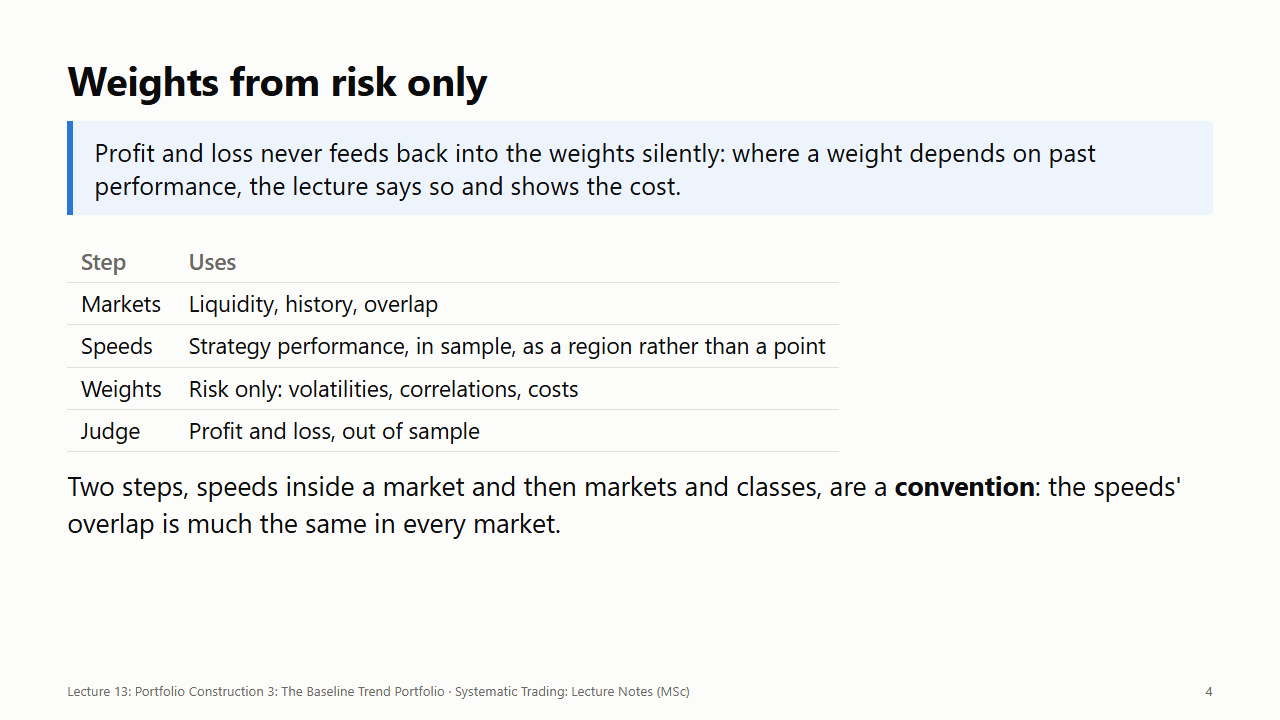 Weights from risk only
Profit and loss never feeds back into the weights silently: where a weight depends on past
performance, the lecture says so and shows the cost.
Step Uses
Markets Liquidity, history, overlap
Speeds Strategy performance, in sample, as a region rather than a point
Weights Risk only: volatilities, correlations, costs
Judge Profit and loss, out of sample
Two steps, speeds inside a market and then markets and classes, are a convention: the speeds'
overlap is much the same in every market.
Lecture 13: Portfolio Construction 3: The Baseline Trend Portfolio · Systematic Trading: Lecture Notes (MSc) 4